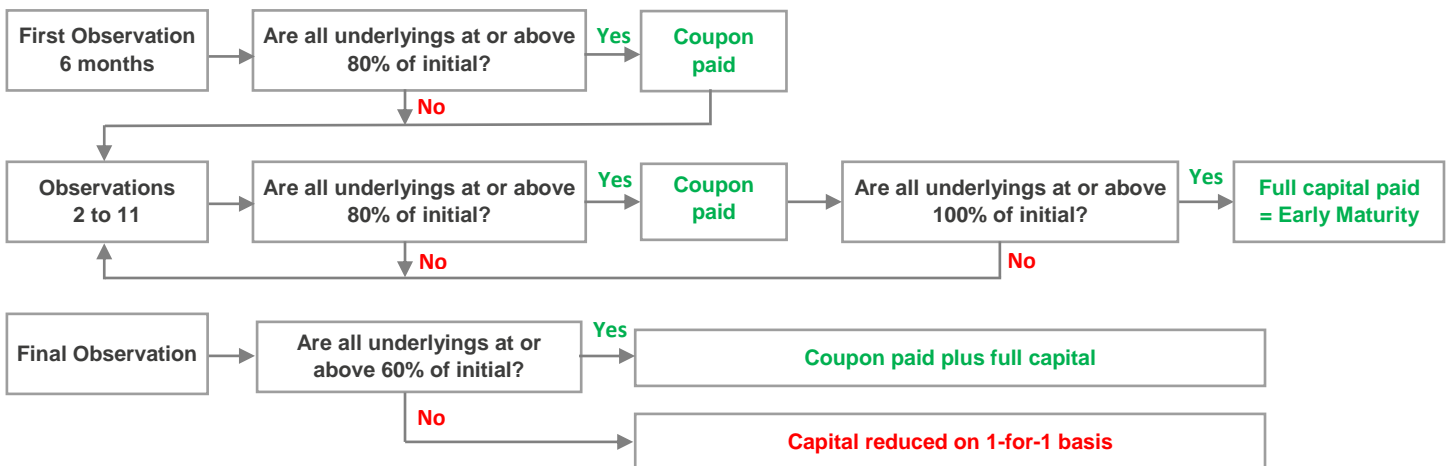 First Observation
6 months
Are all underlyings at or above
80% of initial?
Yes
Coupon
paid
No
Observations
2 to 11
Are all underlyings at or above
80% of initial?
Yes
Coupon
paid
Are all underlyings at or above
100% of initial?
Yes
Full capital paid
= Early Maturity
No
No
Final Observation
Are all underlyings at or
above 60% of initial?
Yes
Coupon paid plus full capital
No
Capital reduced on 1-for-1 basis